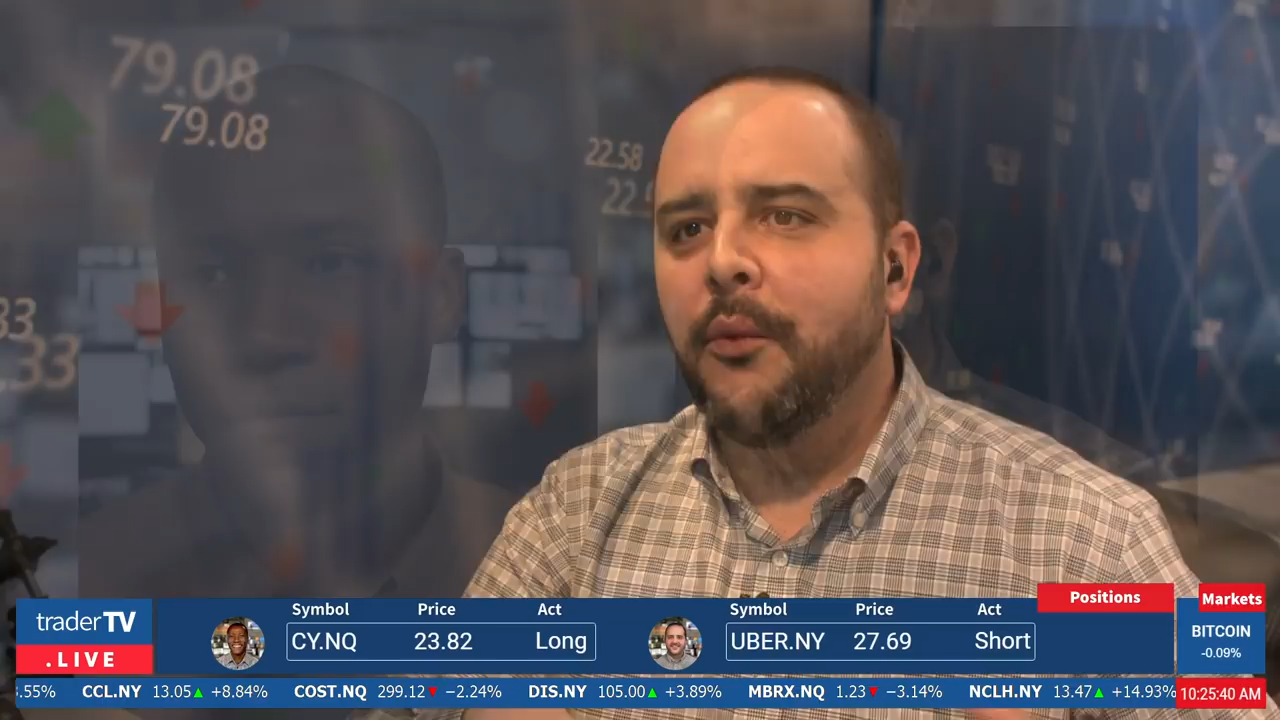 79.08
79.08
22.58
33
.33
Symbol Price Act
CY.NQ 23.82 Long
Symbol Price Act
UBER.NY 27.69 Short
Positions
Markets
traderTV
.LIVE
BITCOIN
-0.09%
.55% CCL.NY 13.05▲ +8.84% COST.NQ 299.12▼ −2.24% DIS.NY 105.00▲ +3.89% MBRX.NQ 1.23▼ −3.14% NCLH.NY 13.47▲ +14.93%
10:25:40 AM